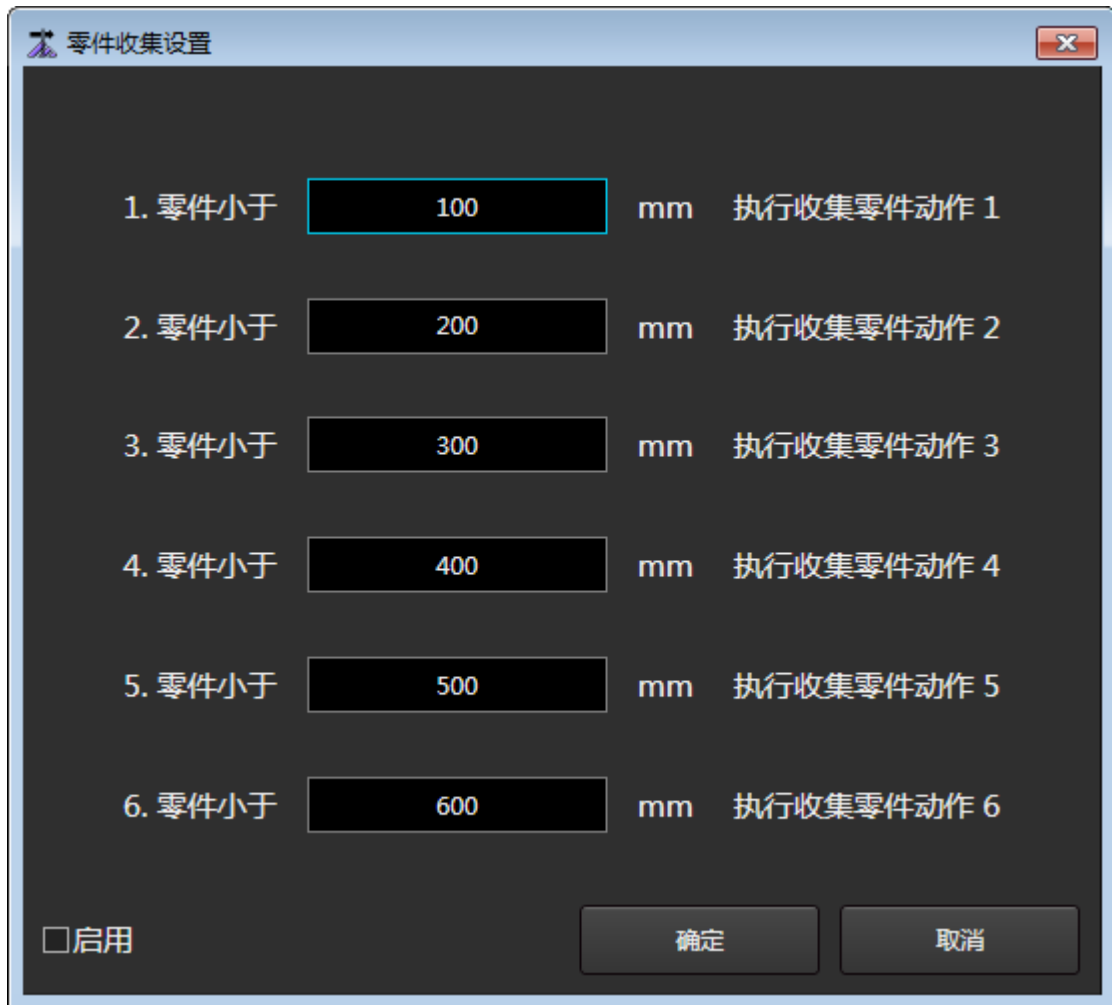 零件收集设置
1. 零件小于 100 mm 执行收集零件动作 1
2. 零件小于 200 mm 执行收集零件动作 2
3. 零件小于 300 mm 执行收集零件动作 3
4. 零件小于 400 mm 执行收集零件动作 4
5. 零件小于 500 mm 执行收集零件动作 5
6. 零件小于 600 mm 执行收集零件动作 6
启用 确定 取消